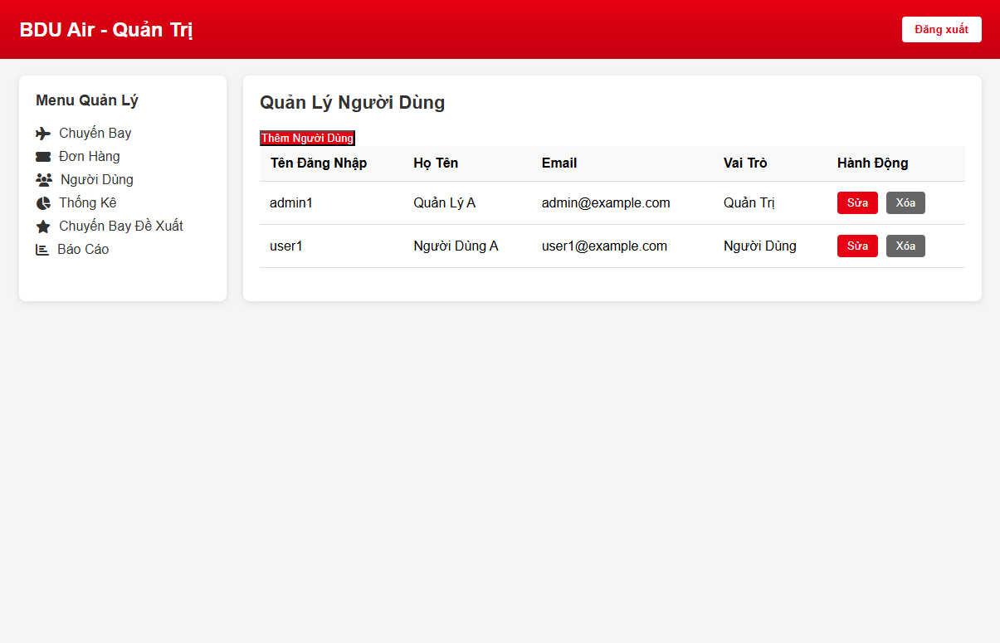 BDU Air - Quản Trị
Đăng xuất
Menu Quản Lý
Chuyến Bay
Đơn Hàng
Người Dùng
Thống Kê
Chuyến Bay Đề Xuất
Báo Cáo
Quản Lý Người Dùng
Thêm Người Dùng
Tên Đăng Nhập Họ Tên Email Vai Trò Hành Động
admin1 Quản Lý A admin@example.com Quản Trị Sửa Xóa
user1 Người Dùng A user1@example.com Người Dùng Sửa Xóa